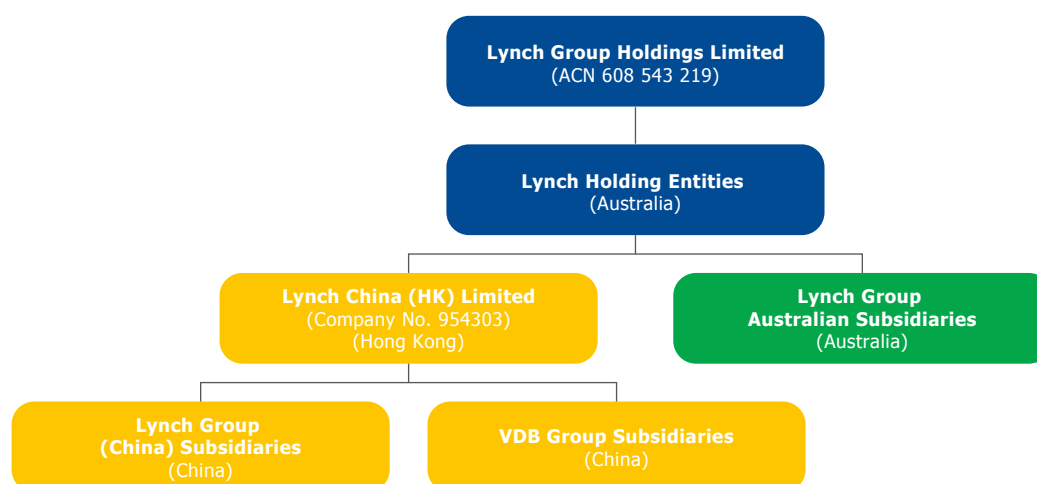 Lynch Group Holdings Limited
(ACN 608 543 219)
Lynch Holding Entities
(Australia)
Lynch China (HK) Limited
(Company No. 954303)
(Hong Kong)
Lynch Group
Australian Subsidiaries
(Australia)
Lynch Group
(China) Subsidiaries
(China)
VDB Group Subsidiaries
(China)